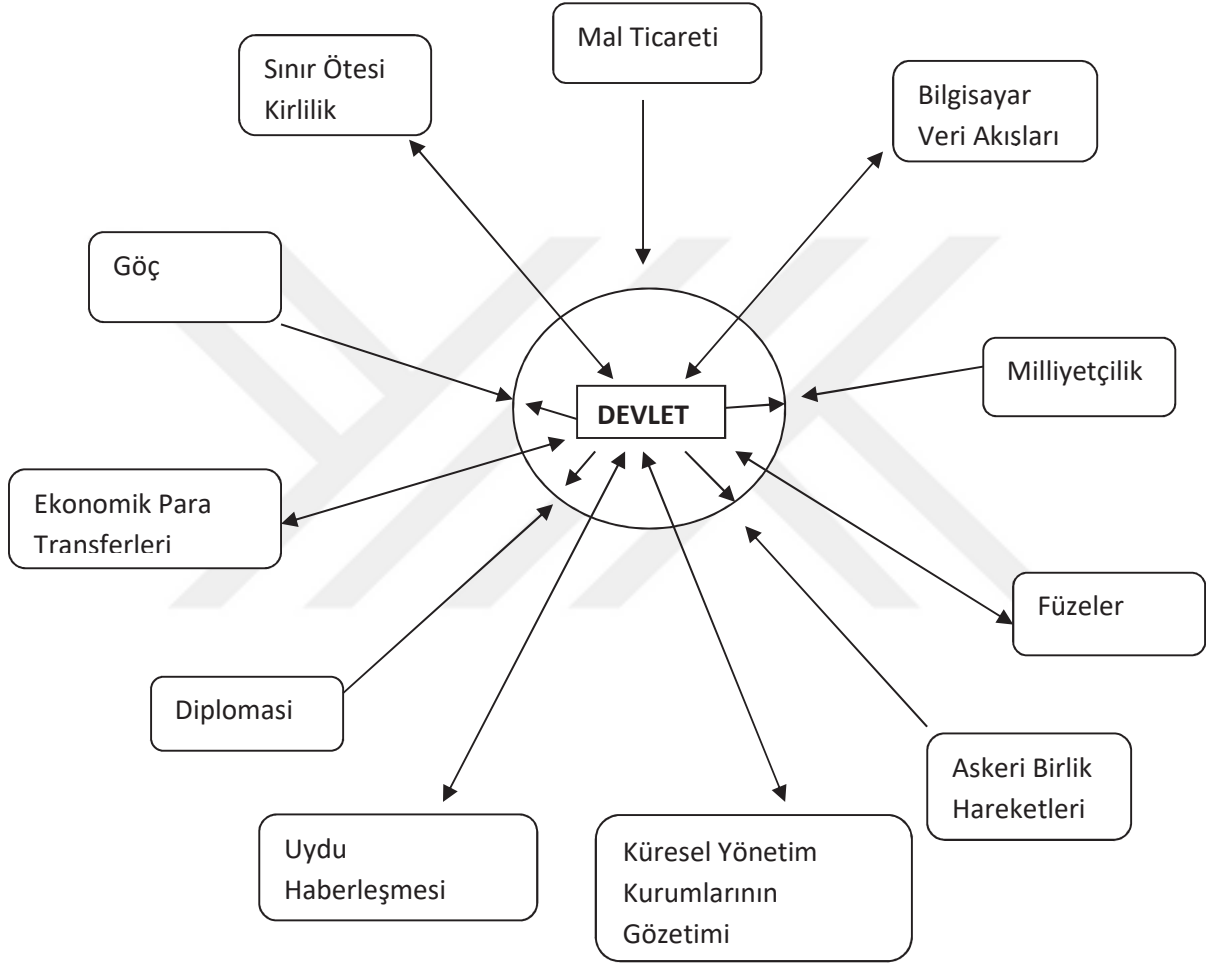 Mal Ticareti
Sınır Ötesi
Kirlilik
Bilgisayar
Veri Akısları
Göç
Milliyetçilik
DEVLET
Ekonomik Para
Transferleri
Füzeler
Diplomasi
Askeri Birlik
Hareketleri
Uydu
Haberleşmesi
Küresel Yönetim
Kurumlarının
Gözetimi